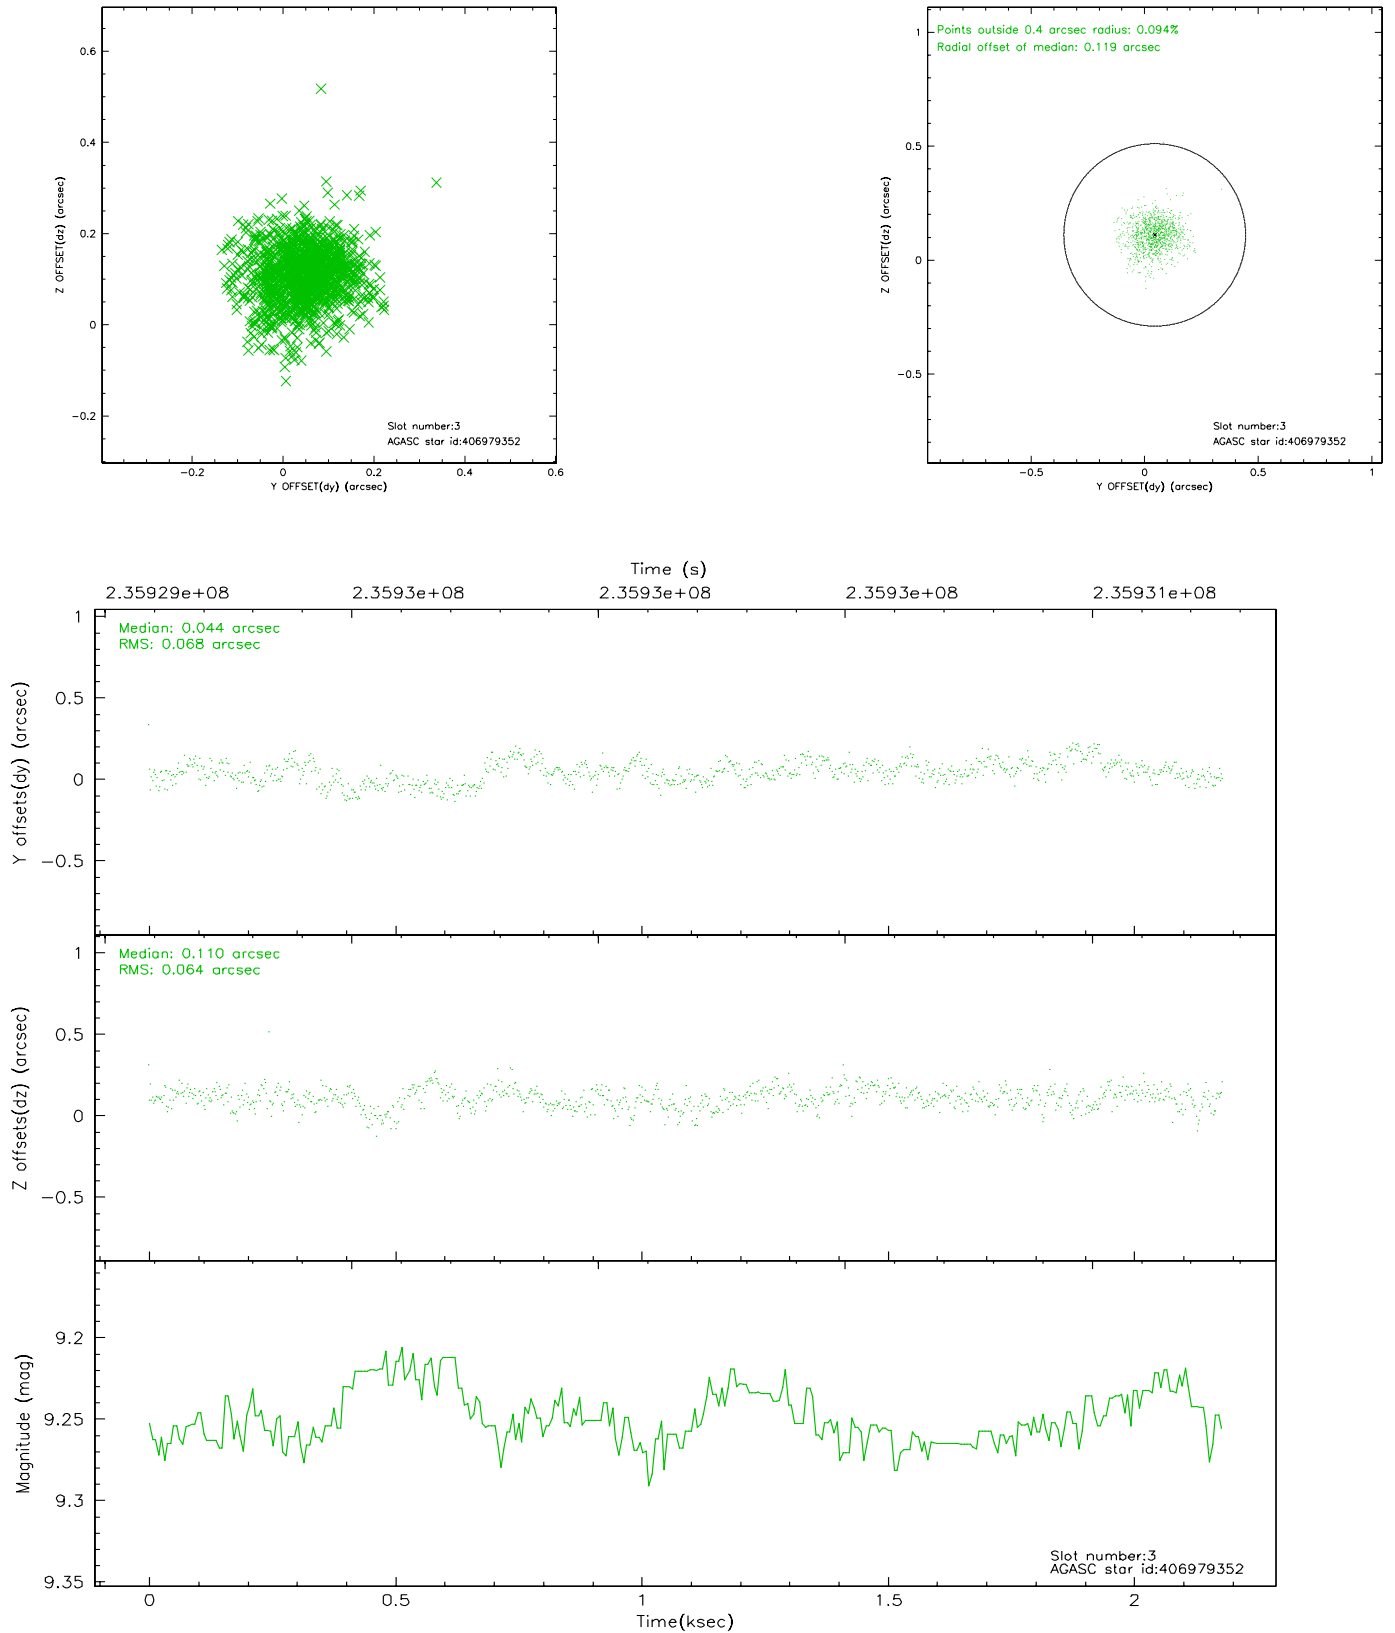 0.6
0.4
0.2
0
−0.2
Z OFFSET(dz) (arcsec)
Slot number:3
AGASC star id:406979352
−0.2 0 0.2 0.4 0.6
Y OFFSET(dy) (arcsec)
Points outside 0.4 arcsec radius: 0.094%
Radial offset of median: 0.119 arcsec
1
0.5
0
−0.5
Z OFFSET(dz) (arcsec)
Slot number:3
AGASC star id:406979352
−0.5 0 0.5 1
Y OFFSET(dy) (arcsec)
Time (s)
2.35929e+08 2.3593e+08 2.3593e+08 2.3593e+08 2.35931e+08
Median: 0.044 arcsec
RMS: 0.068 arcsec
1
0.5
0
−0.5
Y offsets(dy) (arcsec)
Median: 0.110 arcsec
RMS: 0.064 arcsec
1
0.5
0
−0.5
Z offsets(dz) (arcsec)
9.2
9.25
9.3
9.35
Magnitude (mag)
Slot number:3
AGASC star id:406979352
0 0.5 1 1.5 2
Time(ksec)